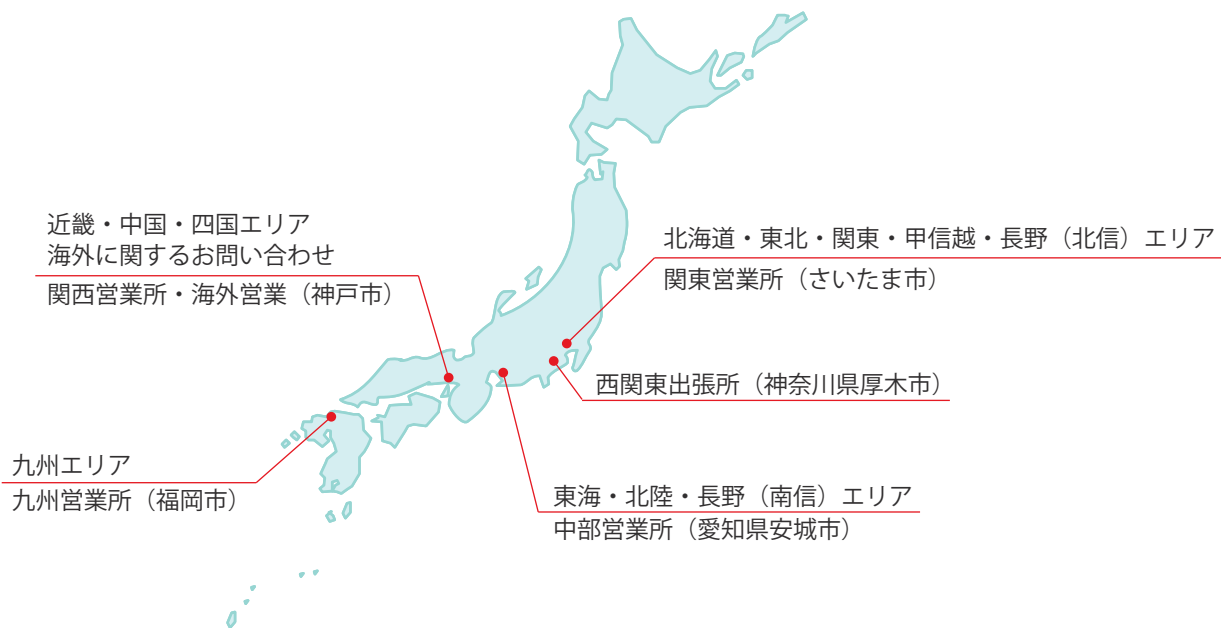 近畿・中国・四国エリア
海外に関するお問い合わせ
関西営業所・海外営業（神戸市）
北海道・東北・関東・甲信越・長野（北信）エリア
関東営業所（さいたま市）
西関東出張所（神奈川県厚木市）
九州エリア
九州営業所（福岡市）
東海・北陸・長野（南信）エリア
中部営業所（愛知県安城市）